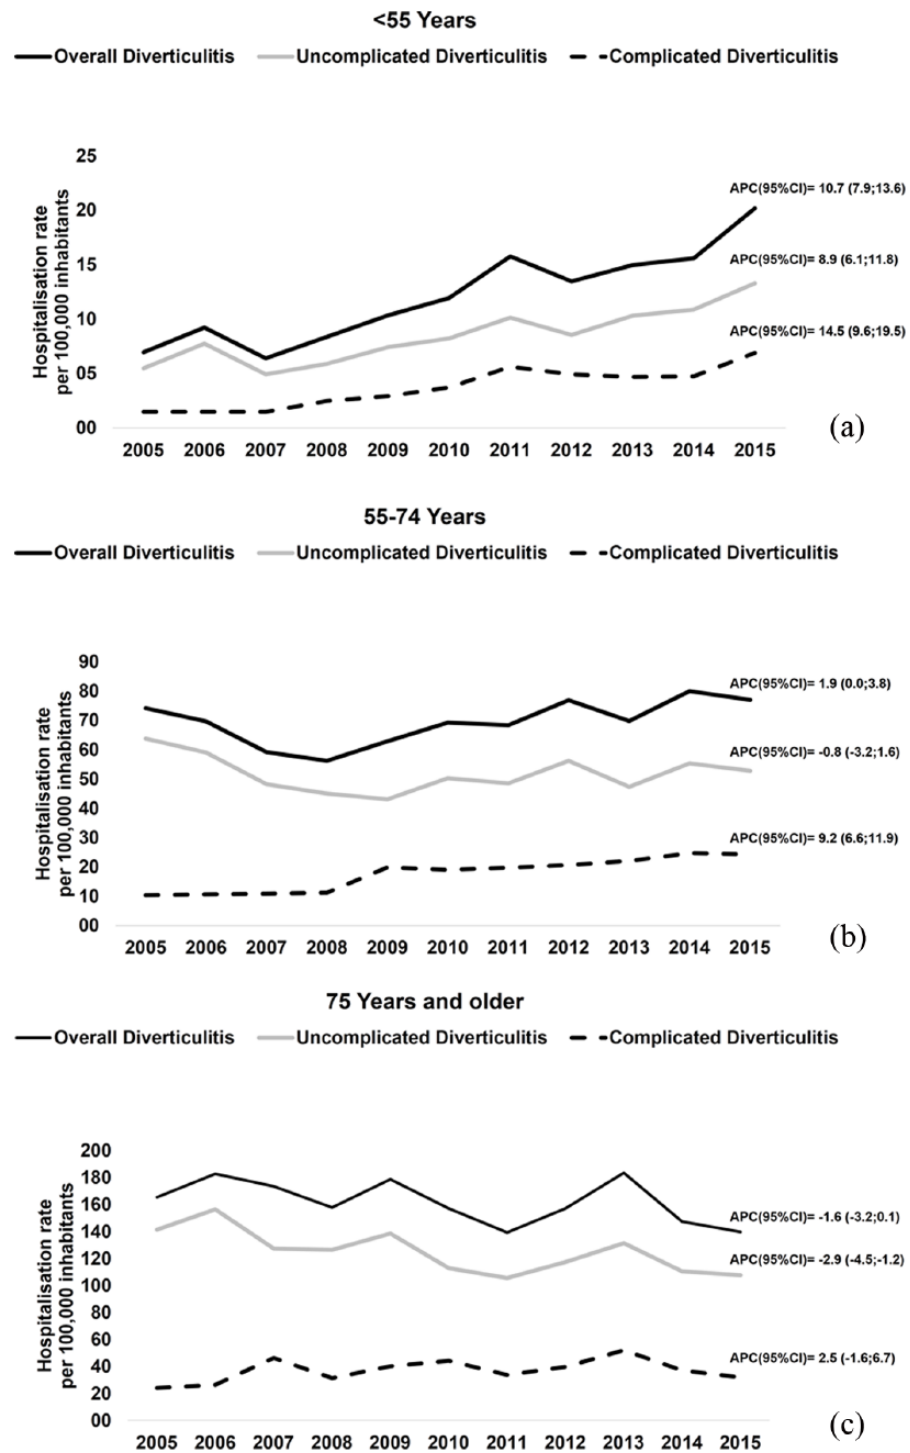 <55 Years
Overall Diverticulitis Uncomplicated Diverticulitis Complicated Diverticulitis
Hospitalisation rate
per 100,000 inhabitants
25
20
15
10
05
00
APC(95%CI)= 10.7 (7.9;13.6)
APC(95%CI)= 8.9 (6.1;11.8)
APC(95%CI)= 14.5 (9.6;19.5)
2005 2006 2007 2008 2009 2010 2011 2012 2013 2014 2015
(a)
55-74 Years
Overall Diverticulitis Uncomplicated Diverticulitis Complicated Diverticulitis
Hospitalisation rate
per 100,000 inhabitants
90
80
70
60
50
40
30
20
10
00
APC(95%CI)= 1.9 (0.0;3.8)
APC(95%CI)= -0.8 (-3.2;1.6)
APC(95%CI)= 9.2 (6.6;11.9)
2005 2006 2007 2008 2009 2010 2011 2012 2013 2014 2015
(b)
75 Years and older
Overall Diverticulitis Uncomplicated Diverticulitis Complicated Diverticulitis
Hospitalisation rate
per 100,000 inhabitants
200
180
160
140
120
100
80
60
40
20
00
APC(95%CI)= -1.6 (-3.2;0.1)
APC(95%CI)= -2.9 (-4.5;-1.2)
APC(95%CI)= 2.5 (-1.6;6.7)
2005 2006 2007 2008 2009 2010 2011 2012 2013 2014 2015
(c)